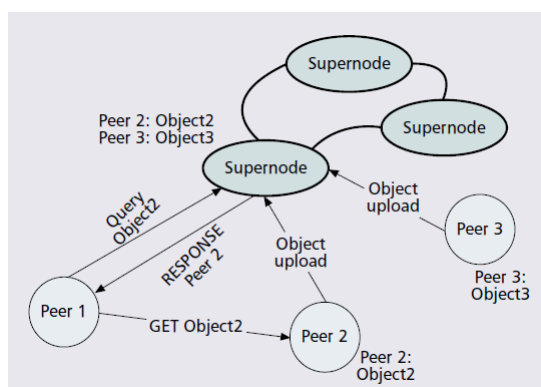 Supernode
Supernode
Peer 2: Object2
Peer 3: Object3
Supernode
Query
Object2
RESPONSE
Peer 2
Object
upload
Object
upload
Peer 3
Peer 3:
Object3
Peer 1
GET Object2
Peer 2
Peer 2:
Object2